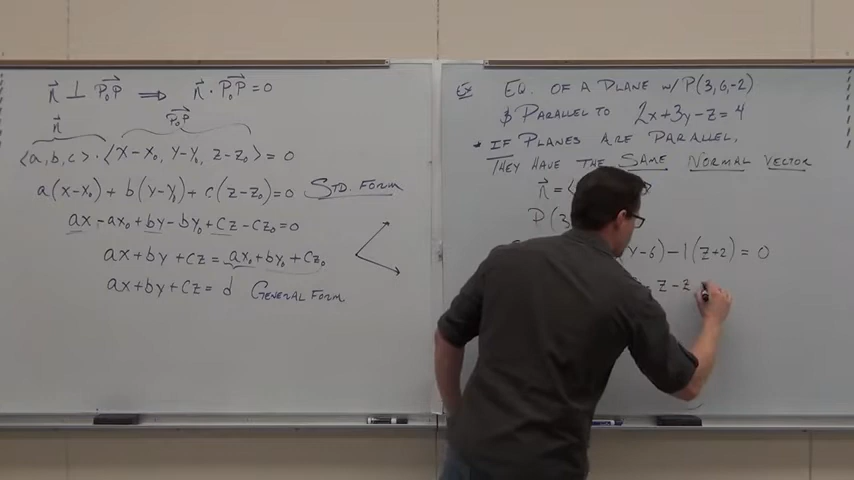 n⃗ ⊥ P₀P⃗ ⟹ n⃗ · P₀P⃗ = 0
n⃗ P₀P⃗
⟨a, b, c⟩ · ⟨x - x₀, y - y₀, z - z₀⟩ = 0
a(x-x₀) + b(y-y₀) + c(z-z₀) = 0 STD. FORM
ax - ax₀ + by - by₀ + cz - cz₀ = 0
ax + by + cz = ax₀ + by₀ + cz₀
ax + by + cz = d GENERAL FORM
Ex EQ. OF A PLANE W/ P(3,6,-2)
$ PARALLEL TO 2x+3y-z=4
• IF PLANES ARE PARALLEL,
THEY HAVE THE SAME NORMAL VECTOR
n⃗ = ⟨
P(3
(y-6) - 1(z+2) = 0
z - 2